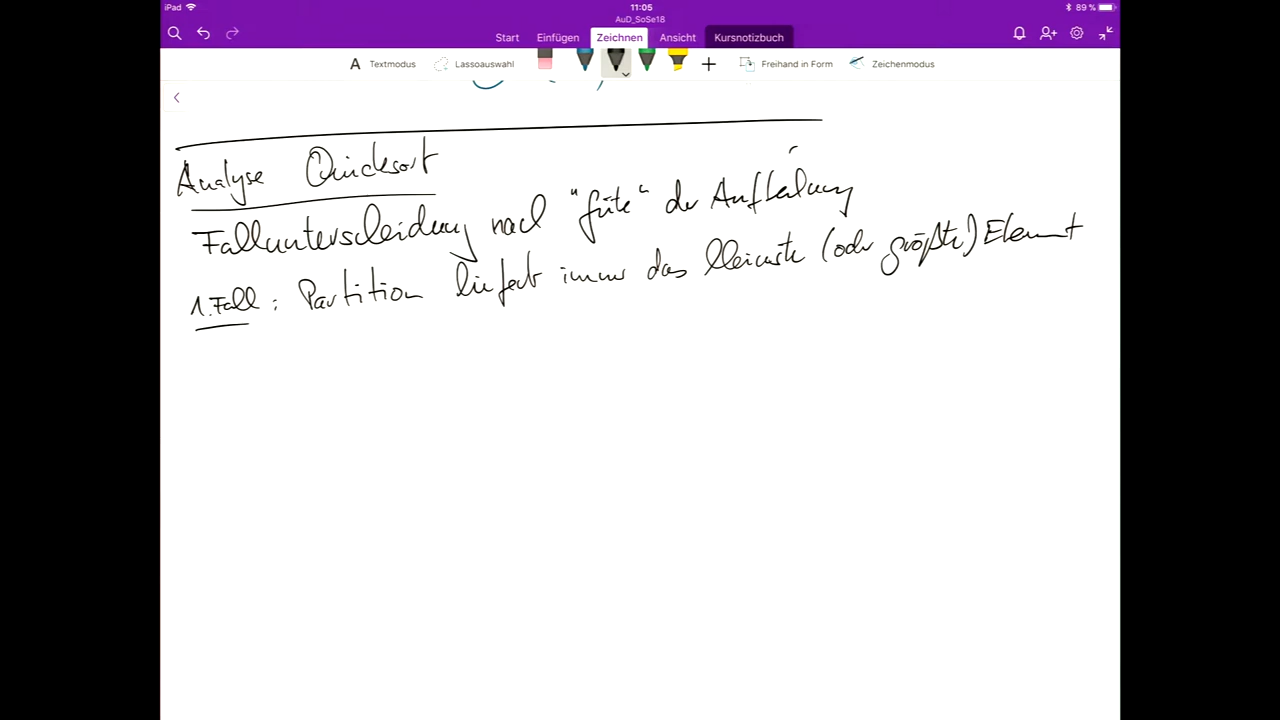 iPad 11:05 89 %
AuD_SoSe18
Start Einfügen Zeichnen Ansicht Kursnotizbuch
A Textmodus Lassoauswahl + Freihand in Form Zeichenmodus
Analyse Quicksort
Fallunterscheidung nach "Güte" der Aufteilung
1. Fall: Partition liefert immer das kleinste (oder größte) Element